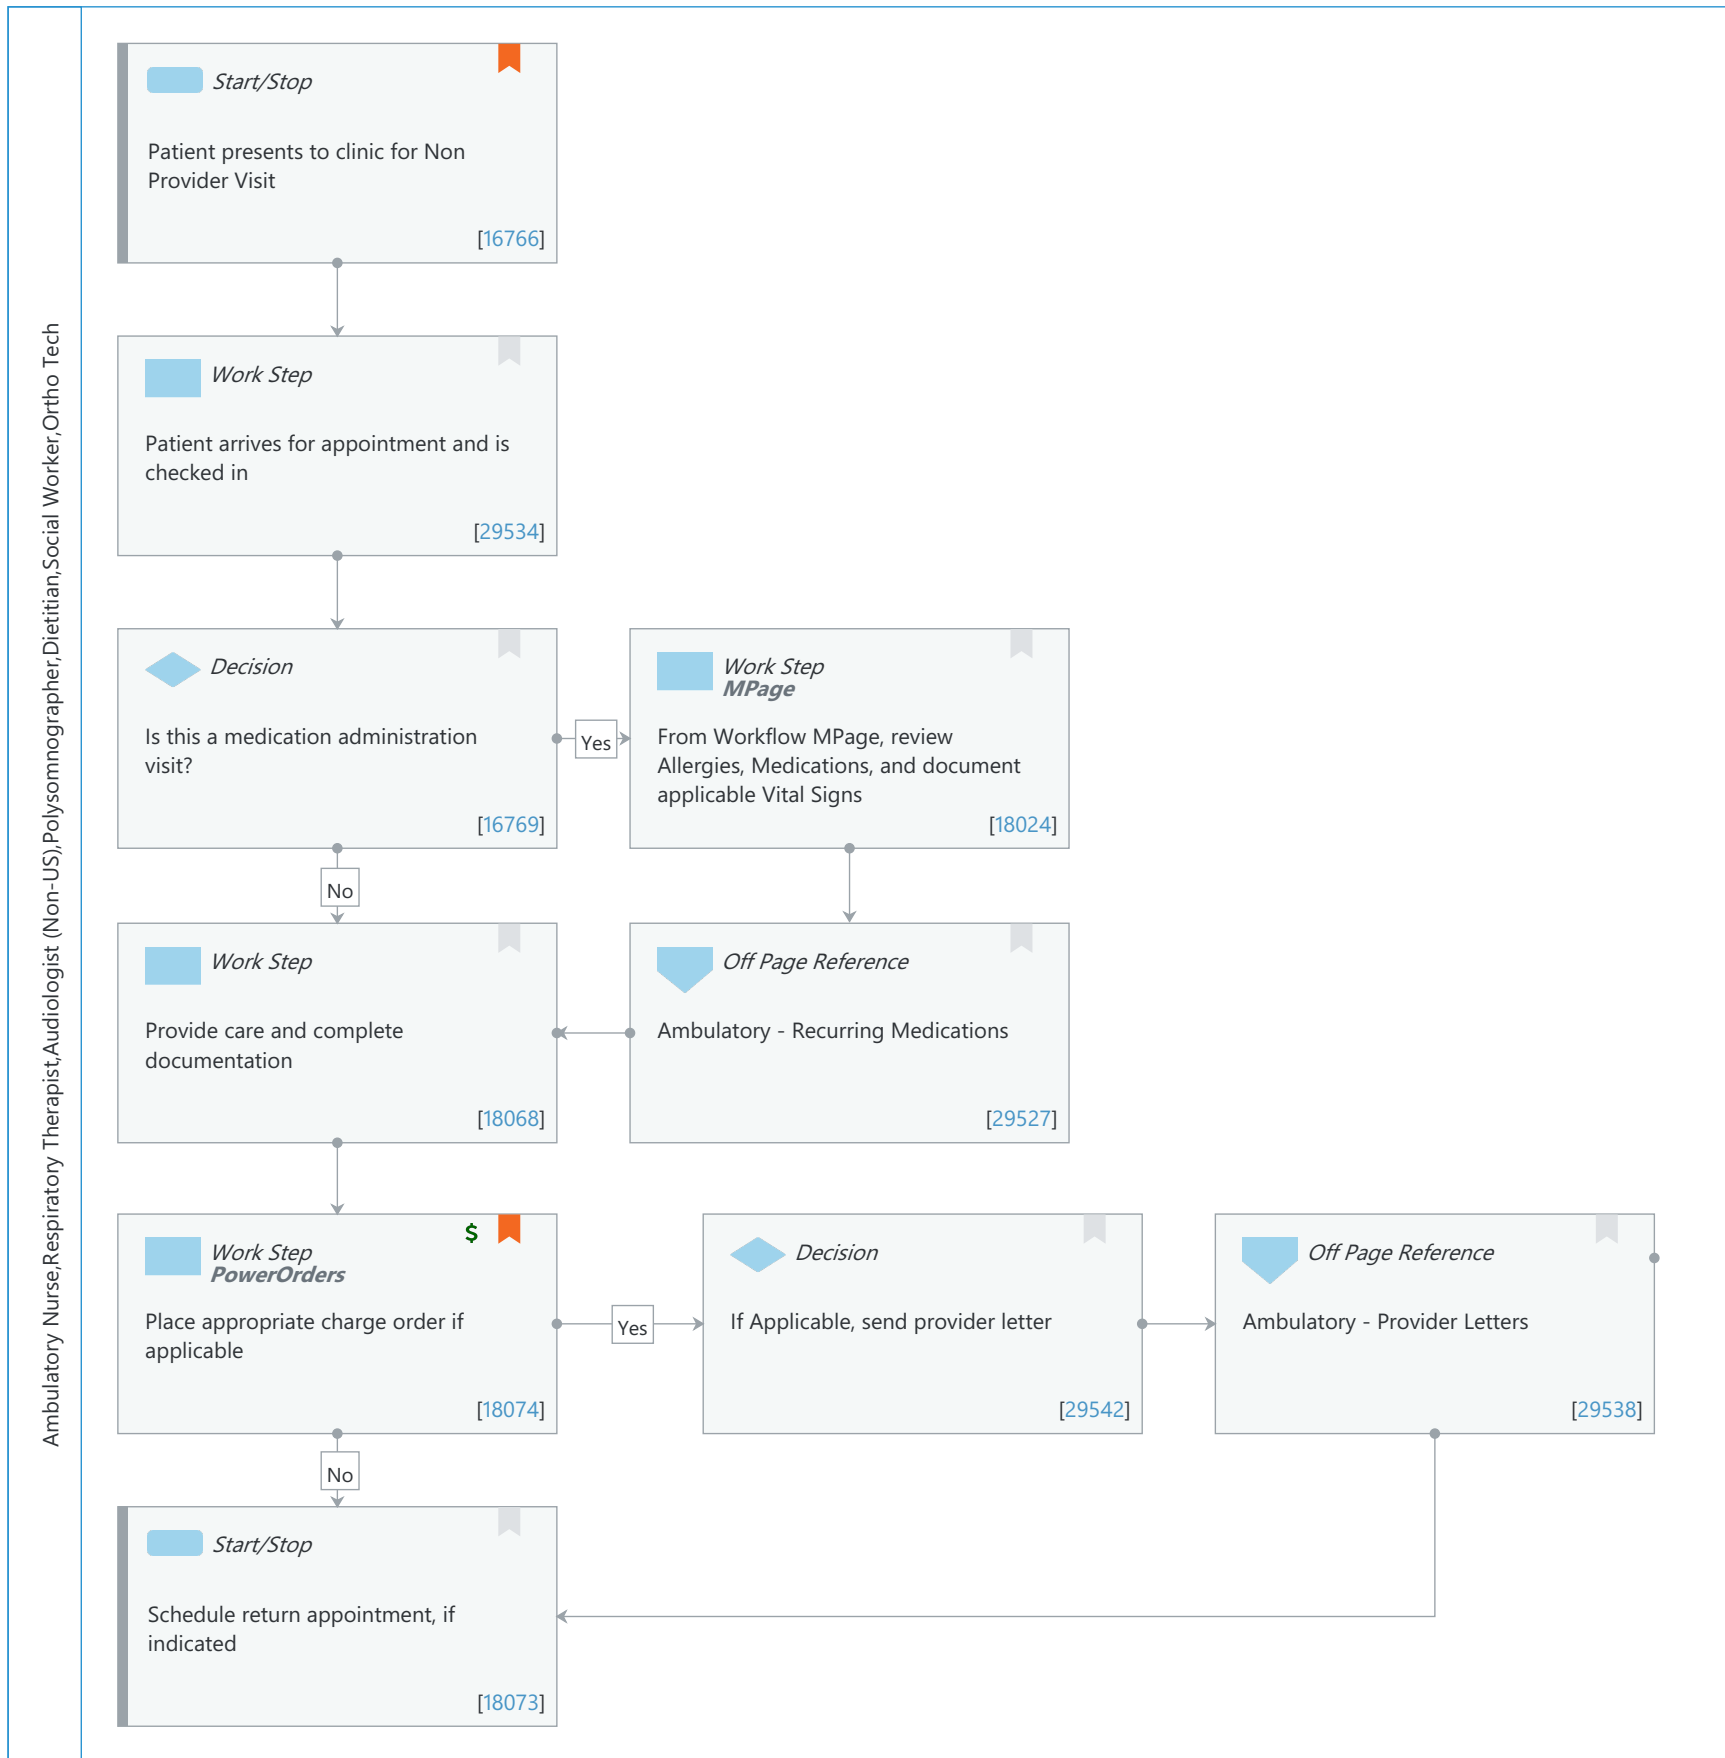 Ambulatory Nurse,Respiratory Therapist,Audiologist (Non-US),Polysomnographer,Dietitian,Social Worker,Ortho Tech
Start/Stop
Patient presents to clinic for Non
Provider Visit
[16766]
Work Step
Patient arrives for appointment and is
checked in
[29534]
Decision
Is this a medication administration
visit?
[16769]
Yes
Work Step
MPage
From Workflow MPage, review
Allergies, Medications, and document
applicable Vital Signs
[18024]
No
Work Step
Provide care and complete
documentation
[18068]
Off Page Reference
Ambulatory - Recurring Medications
[29527]
$
Work Step
PowerOrders
Place appropriate charge order if
applicable
[18074]
Yes
Decision
If Applicable, send provider letter
[29542]
Off Page Reference
Ambulatory - Provider Letters
[29538]
No
Start/Stop
Schedule return appointment, if
indicated
[18073]